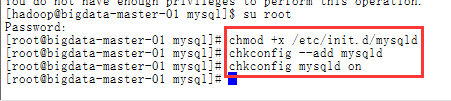 you do not have enough privileges to perform this operation.
[hadoop@bigdata-master-01 mysql]$ su root
Password:
[root@bigdata-master-01 mysql]# chmod +x /etc/init.d/mysqld
[root@bigdata-master-01 mysql]# chkconfig --add mysqld
[root@bigdata-master-01 mysql]# chkconfig mysqld on
[root@bigdata-master-01 mysql]#